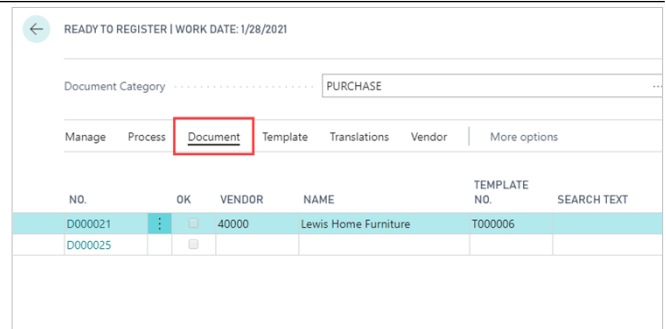 READY TO REGISTER | WORK DATE: 1/28/2021
Document Category PURCHASE ...
Manage Process Document Template Translations Vendor More options
NO. OK VENDOR NAME TEMPLATE NO. SEARCH TEXT
D000021 40000 Lewis Home Furniture T000006
D000025